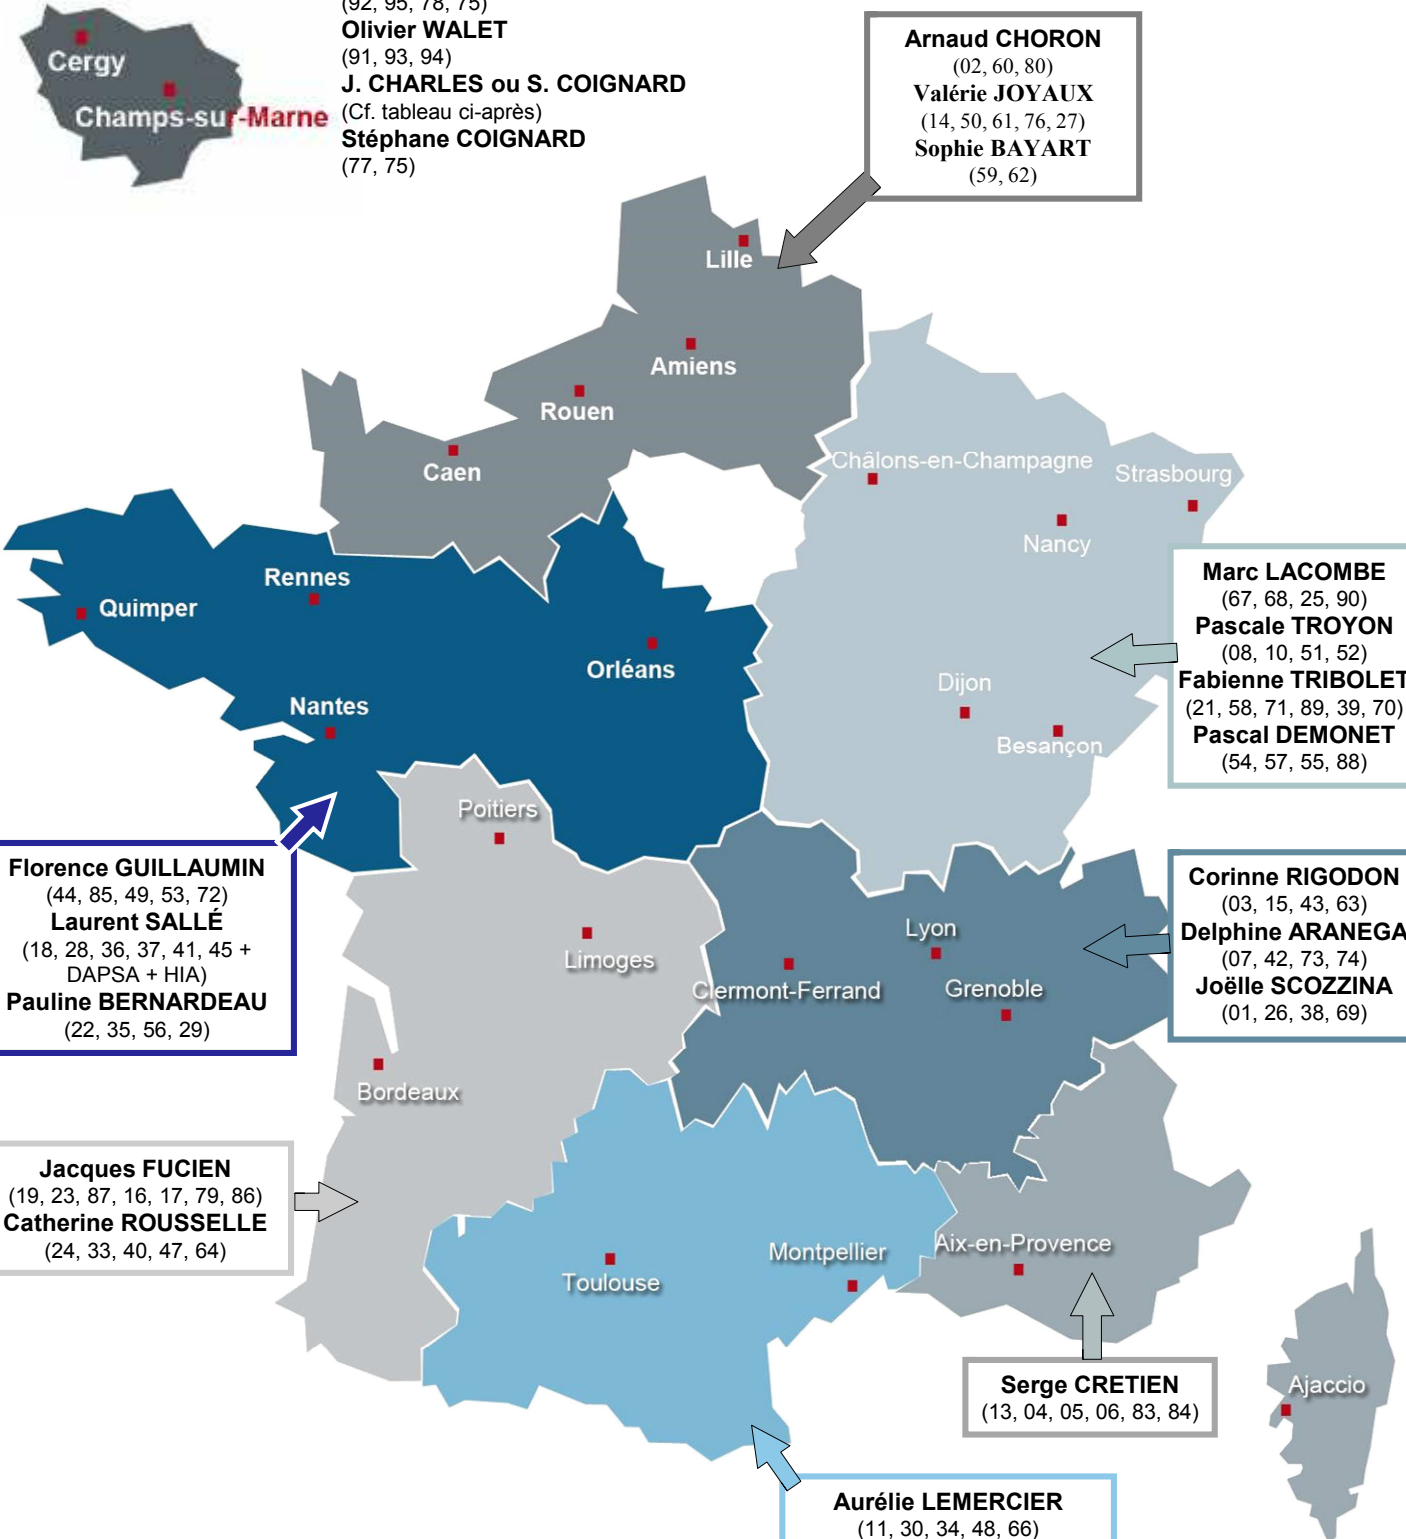 (92, 95, 78, 75)
Olivier WALET
(91, 93, 94)
J. CHARLES ou S. COIGNARD
(Cf. tableau ci-après)
Stéphane COIGNARD
(77, 75)
Cergy
Champs-sur-Marne
Arnaud CHORON
(02, 60, 80)
Valérie JOYAUX
(14, 50, 61, 76, 27)
Sophie BAYART
(59, 62)
Lille
Amiens
Rouen
Caen
Châlons-en-Champagne
Strasbourg
Nancy
Rennes
Quimper
Orléans
Nantes
Dijon
Besançon
Marc LACOMBE
(67, 68, 25, 90)
Pascale TROYON
(08, 10, 51, 52)
Fabienne TRIBOLET
(21, 58, 71, 89, 39, 70)
Pascal DEMONET
(54, 57, 55, 88)
Poitiers
Limoges
Bordeaux
Florence GUILLAUMIN
(44, 85, 49, 53, 72)
Laurent SALLÉ
(18, 28, 36, 37, 41, 45 +
DAPSA + HIA)
Pauline BERNARDEAU
(22, 35, 56, 29)
Lyon
Clermont-Ferrand
Grenoble
Corinne RIGODON
(03, 15, 43, 63)
Delphine ARANEGA
(07, 42, 73, 74)
Joëlle SCOZZINA
(01, 26, 38, 69)
Jacques FUCIEN
(19, 23, 87, 16, 17, 79, 86)
Catherine ROUSSELLE
(24, 33, 40, 47, 64)
Toulouse
Montpellier
Aix-en-Provence
Serge CRETIEN
(13, 04, 05, 06, 83, 84)
Ajaccio
Aurélie LEMERCIER
(11, 30, 34, 48, 66)